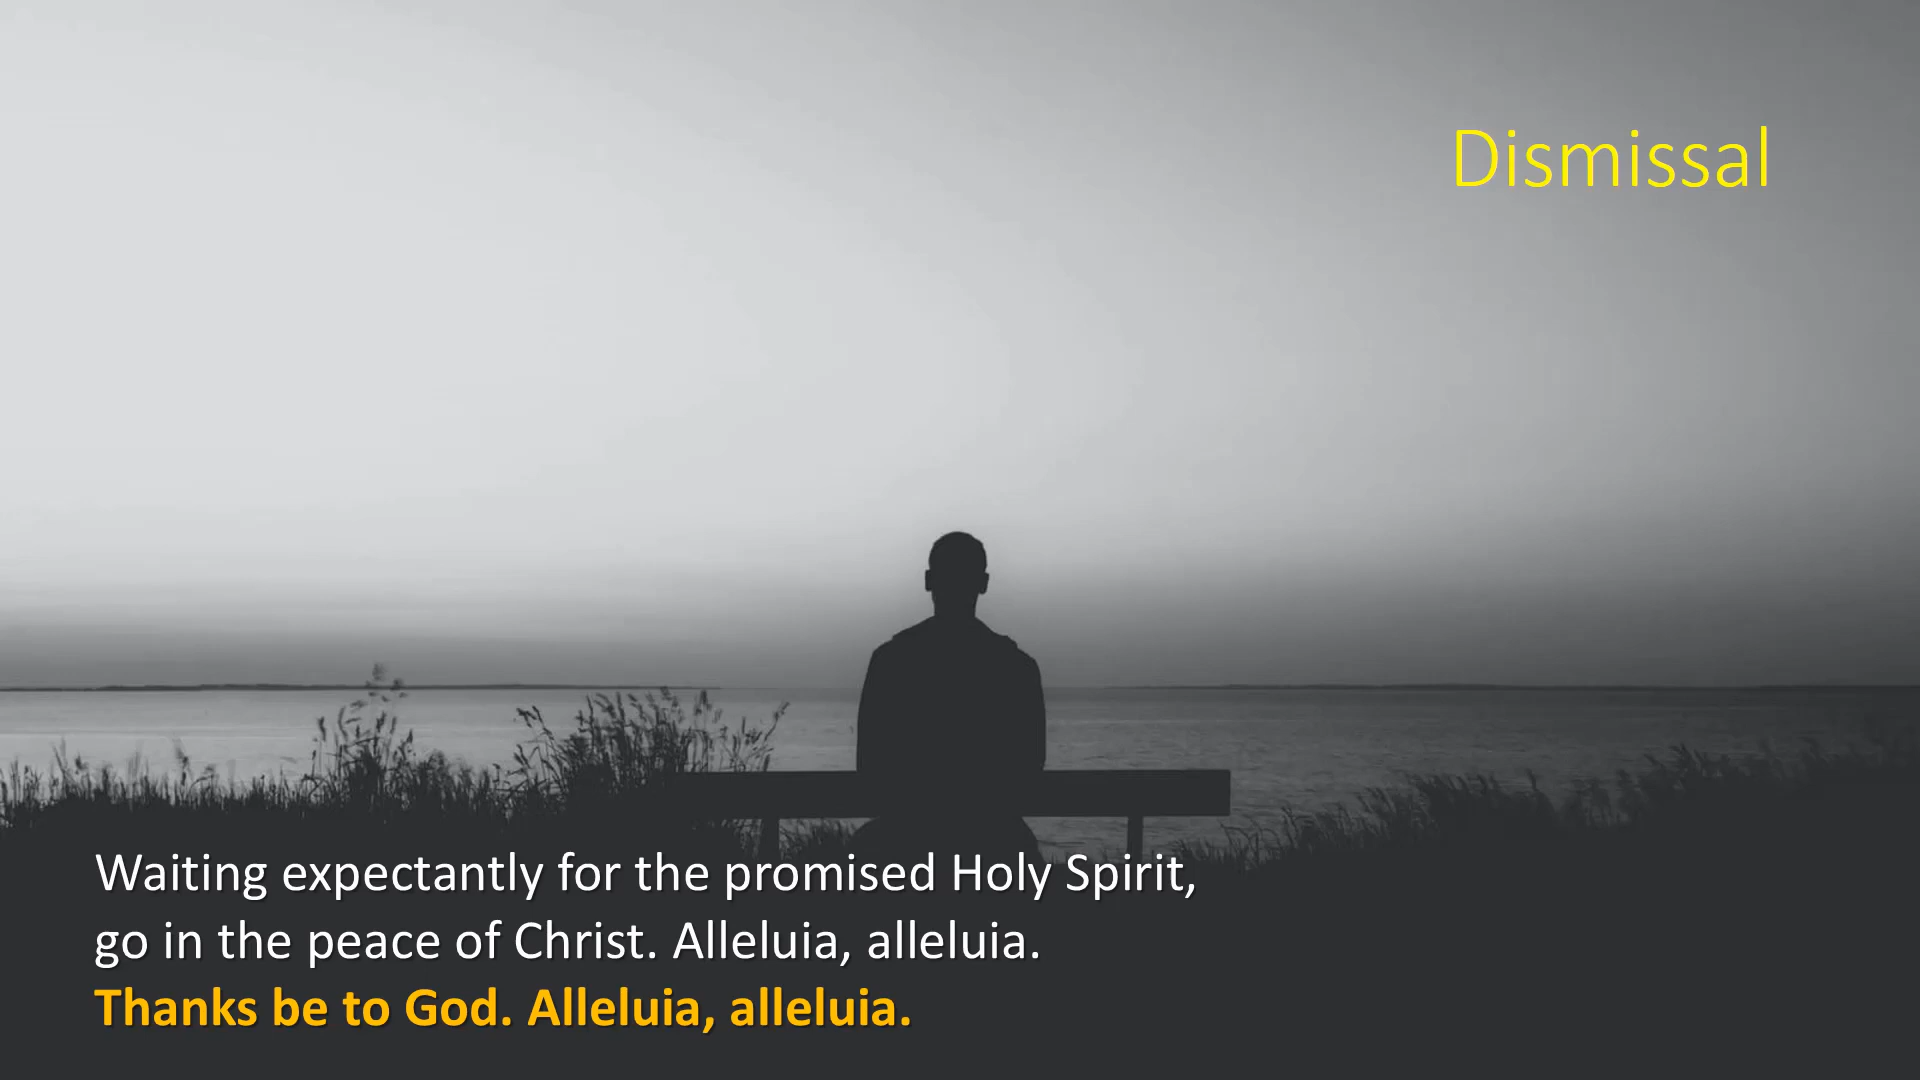 Dismissal
Waiting expectantly for the promised Holy Spirit,
go in the peace of Christ. Alleluia, alleluia.
Thanks be to God. Alleluia, alleluia.